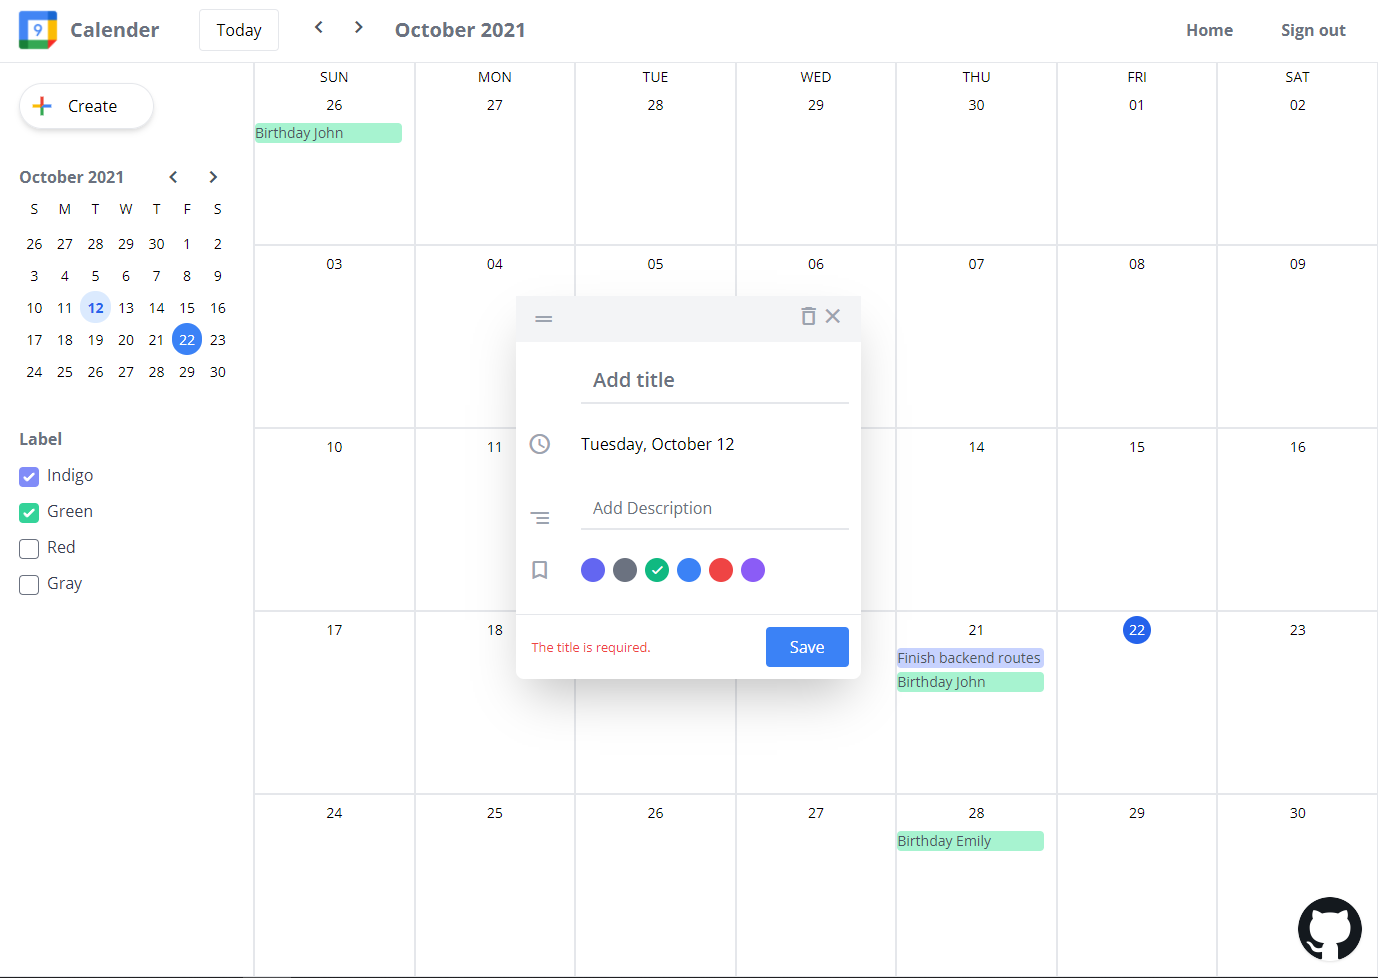 9 Calender Today October 2021 Home Sign out
Create
October 2021
S M T W T F S
26 27 28 29 30 1 2
3 4 5 6 7 8 9
10 11 12 13 14 15 16
17 18 19 20 21 22 23
24 25 26 27 28 29 30
Label
Indigo
Green
Red
Gray
SUN MON TUE WED THU FRI SAT
26 27 28 29 30 01 02
Birthday John
03 04 05 06 07 08 09
10 11 14 15 16
17 18 21 22 23
Finish backend routes
Birthday John
24 25 26 27 28 29 30
Birthday Emily
Add title
Tuesday, October 12
Add Description
The title is required. Save